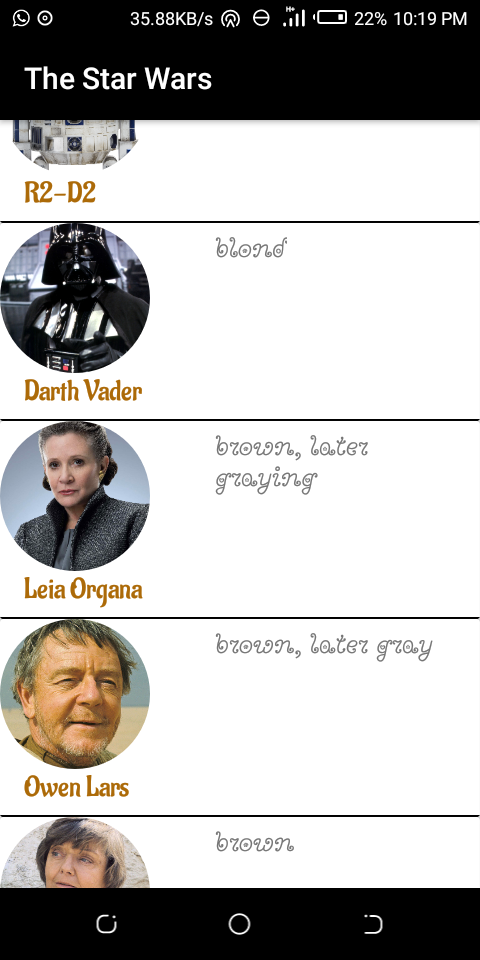 35.88KB/s H+ 22% 10:19 PM
The Star Wars
R2-D2
blond
Darth Vader
brown, later
graying
Leia Organa
brown, later gray
Owen Lars
brown